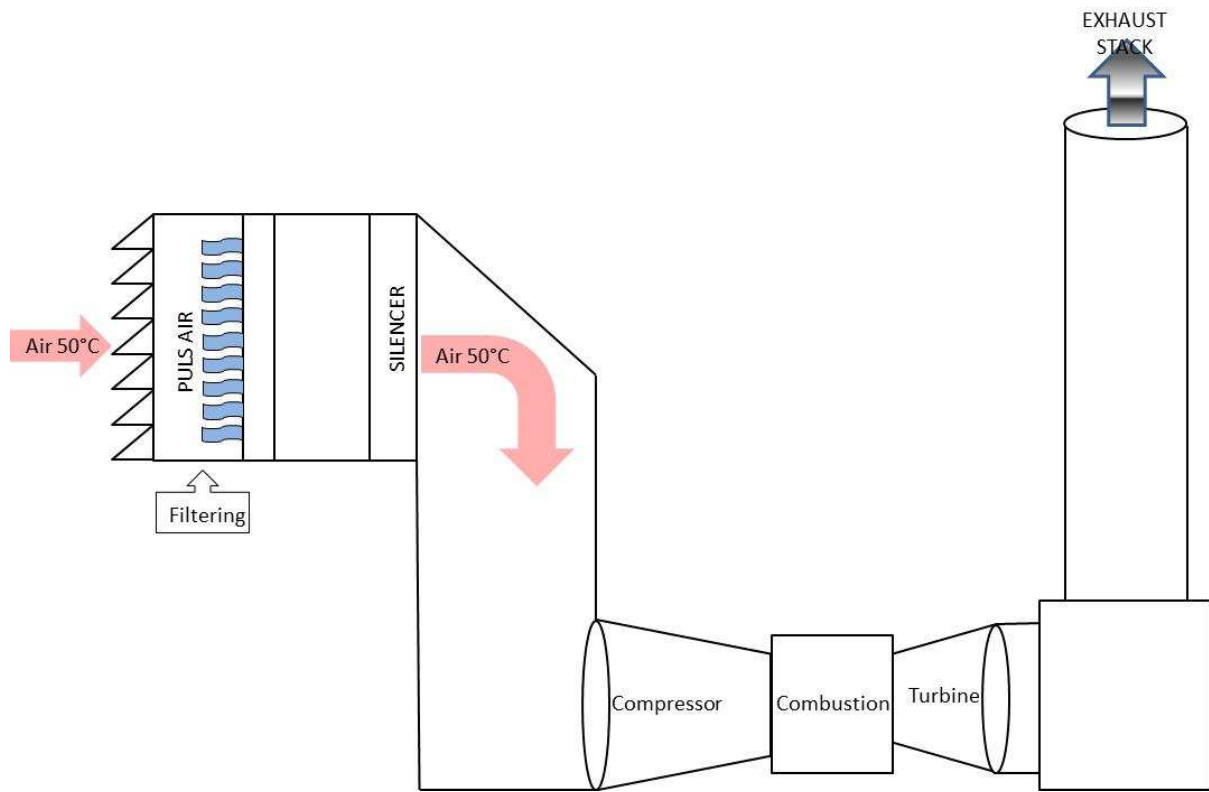 EXHAUST
STACK
Air 50°C
PULS AIR
SILENCER
Air 50°C
Filtering
Compressor
Combustion
Turbine